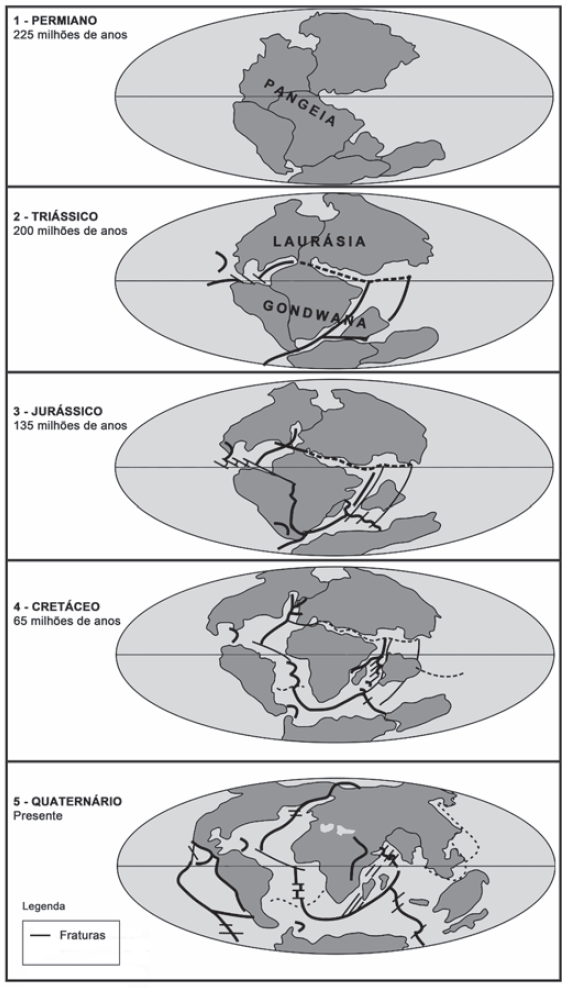 1 - PERMIANO
225 milhões de anos
PANGEIA
2 - TRIÁSSICO
200 milhões de anos
LAURÁSIA
GONDWANA
3 - JURÁSSICO
135 milhões de anos
4 - CRETÁCEO
65 milhões de anos
5 - QUATERNÁRIO
Presente
Legenda
Fraturas